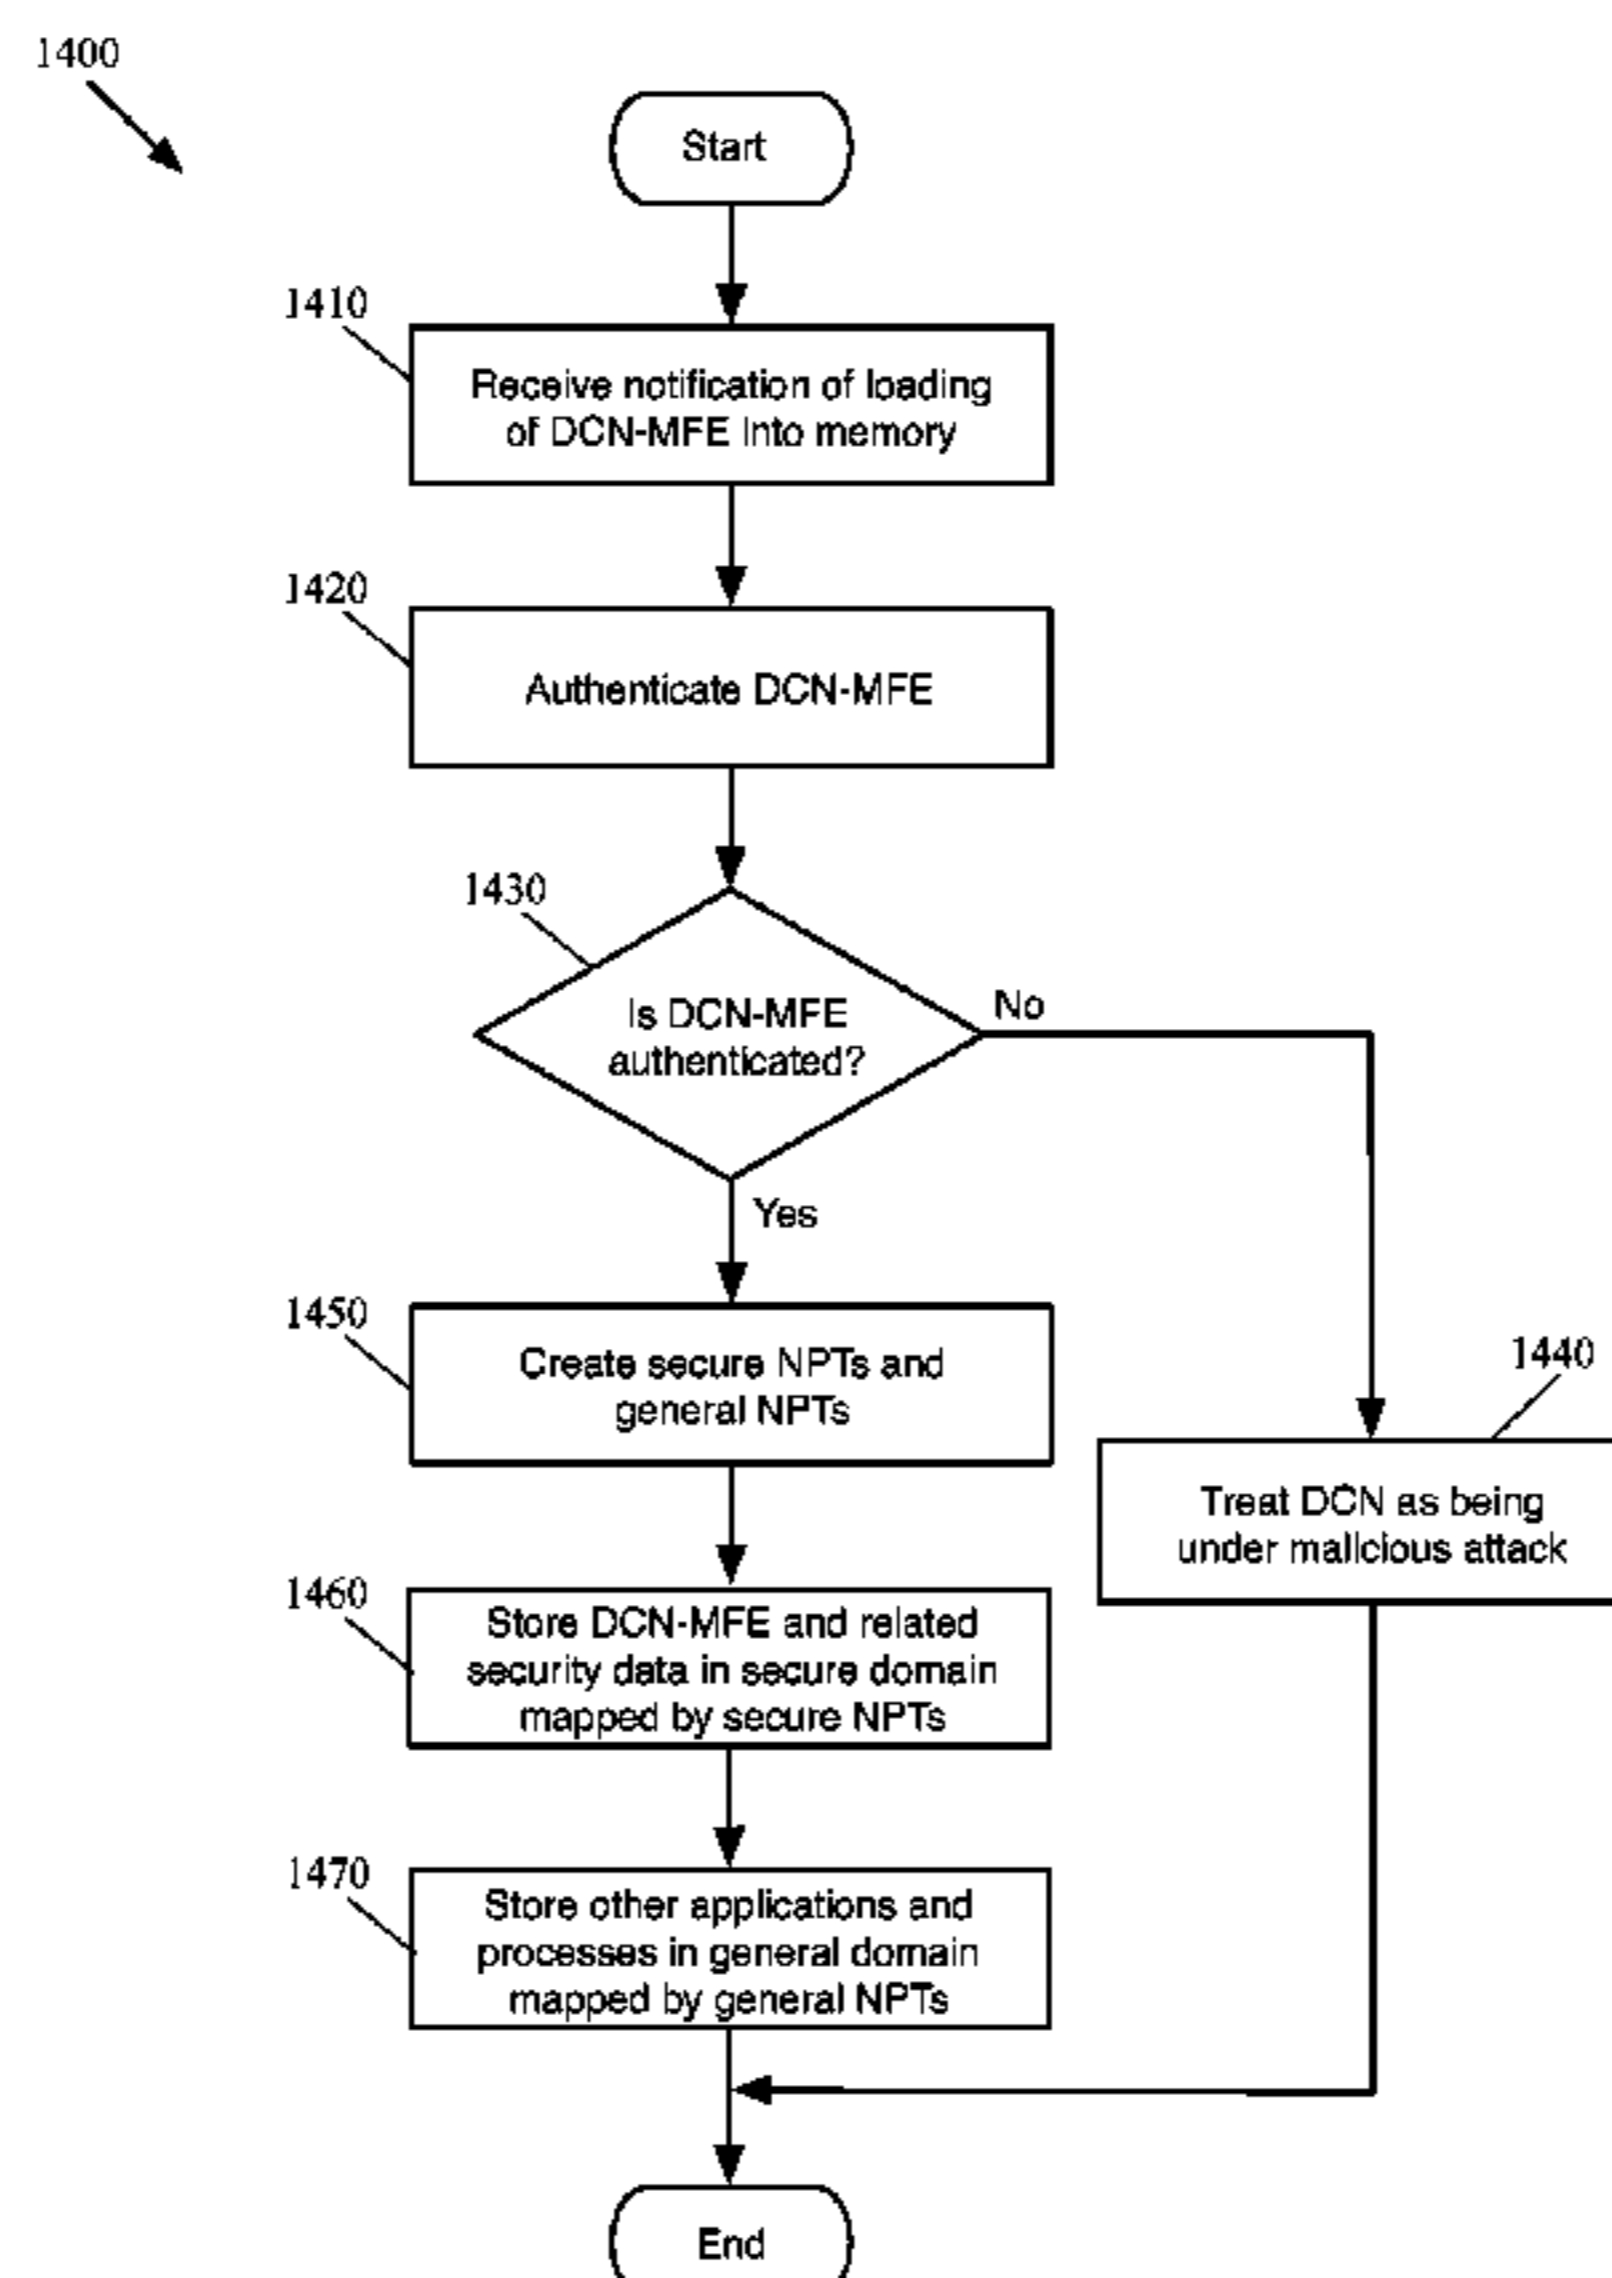 1400
Start
1410
Receive notification of loading
of DCN-MFE into memory
1420
Authenticate DCN-MFE
1430
Is DCN-MFE
authenticated?
No
Yes
1450
Create secure NPTs and
general NPTs
1440
Treat DCN as being
under malicious attack
1460
Store DCN-MFE and related
security data in secure domain
mapped by secure NPTs
1470
Store other applications and
processes in general domain
mapped by general NPTs
End